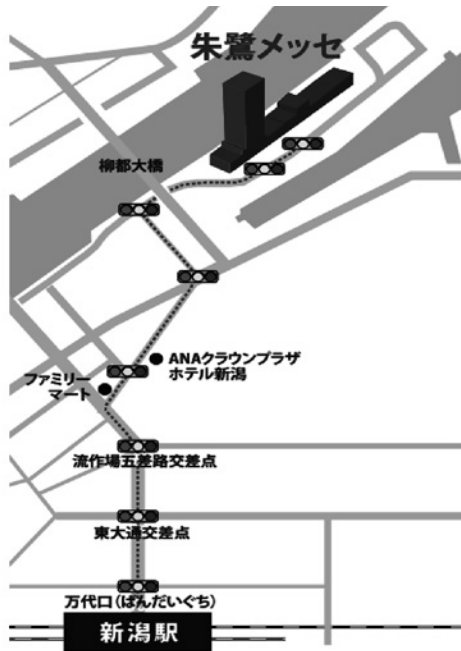 朱鷺メッセ
柳都大橋
ANAクラウンプラザ
ホテル新潟
ファミリー
マート
流作場五差路交差点
東大通交差点
万代口（ばんだいぐち）
新潟駅